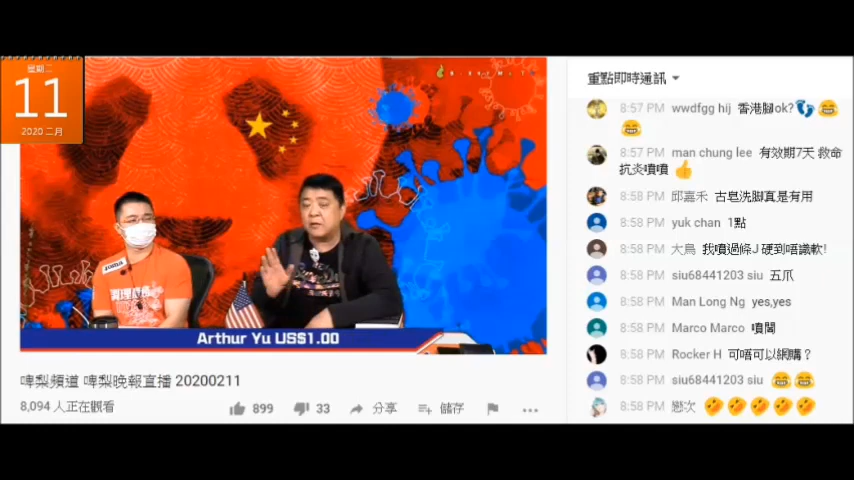 星期二
11
2020 二月
joma
Arthur Yu US$1.00
啤梨頻道 啤梨晚報直播 20200211
8,094 人正在觀看
899
33
分享
儲存
重點即時通訊
8:57 PM wwdfgg hij 香港腳ok?👣😂
😂
8:57 PM man chung lee 有效期7天 救命
抗炎噴噴 👍
8:58 PM 邱嘉禾 古皂洗脚真是有用
8:58 PM yuk chan 1點
8:58 PM 大鳥 我噴過條J 硬到唔識軟!
8:58 PM siu68441203 siu 五爪
8:58 PM Man Long Ng yes,yes
8:58 PM Marco Marco 噴閪
8:58 PM Rocker H 可唔可以網購？
8:58 PM siu68441203 siu 😂😂
8:58 PM 戀次 🤣🤣🤣🤣🤣